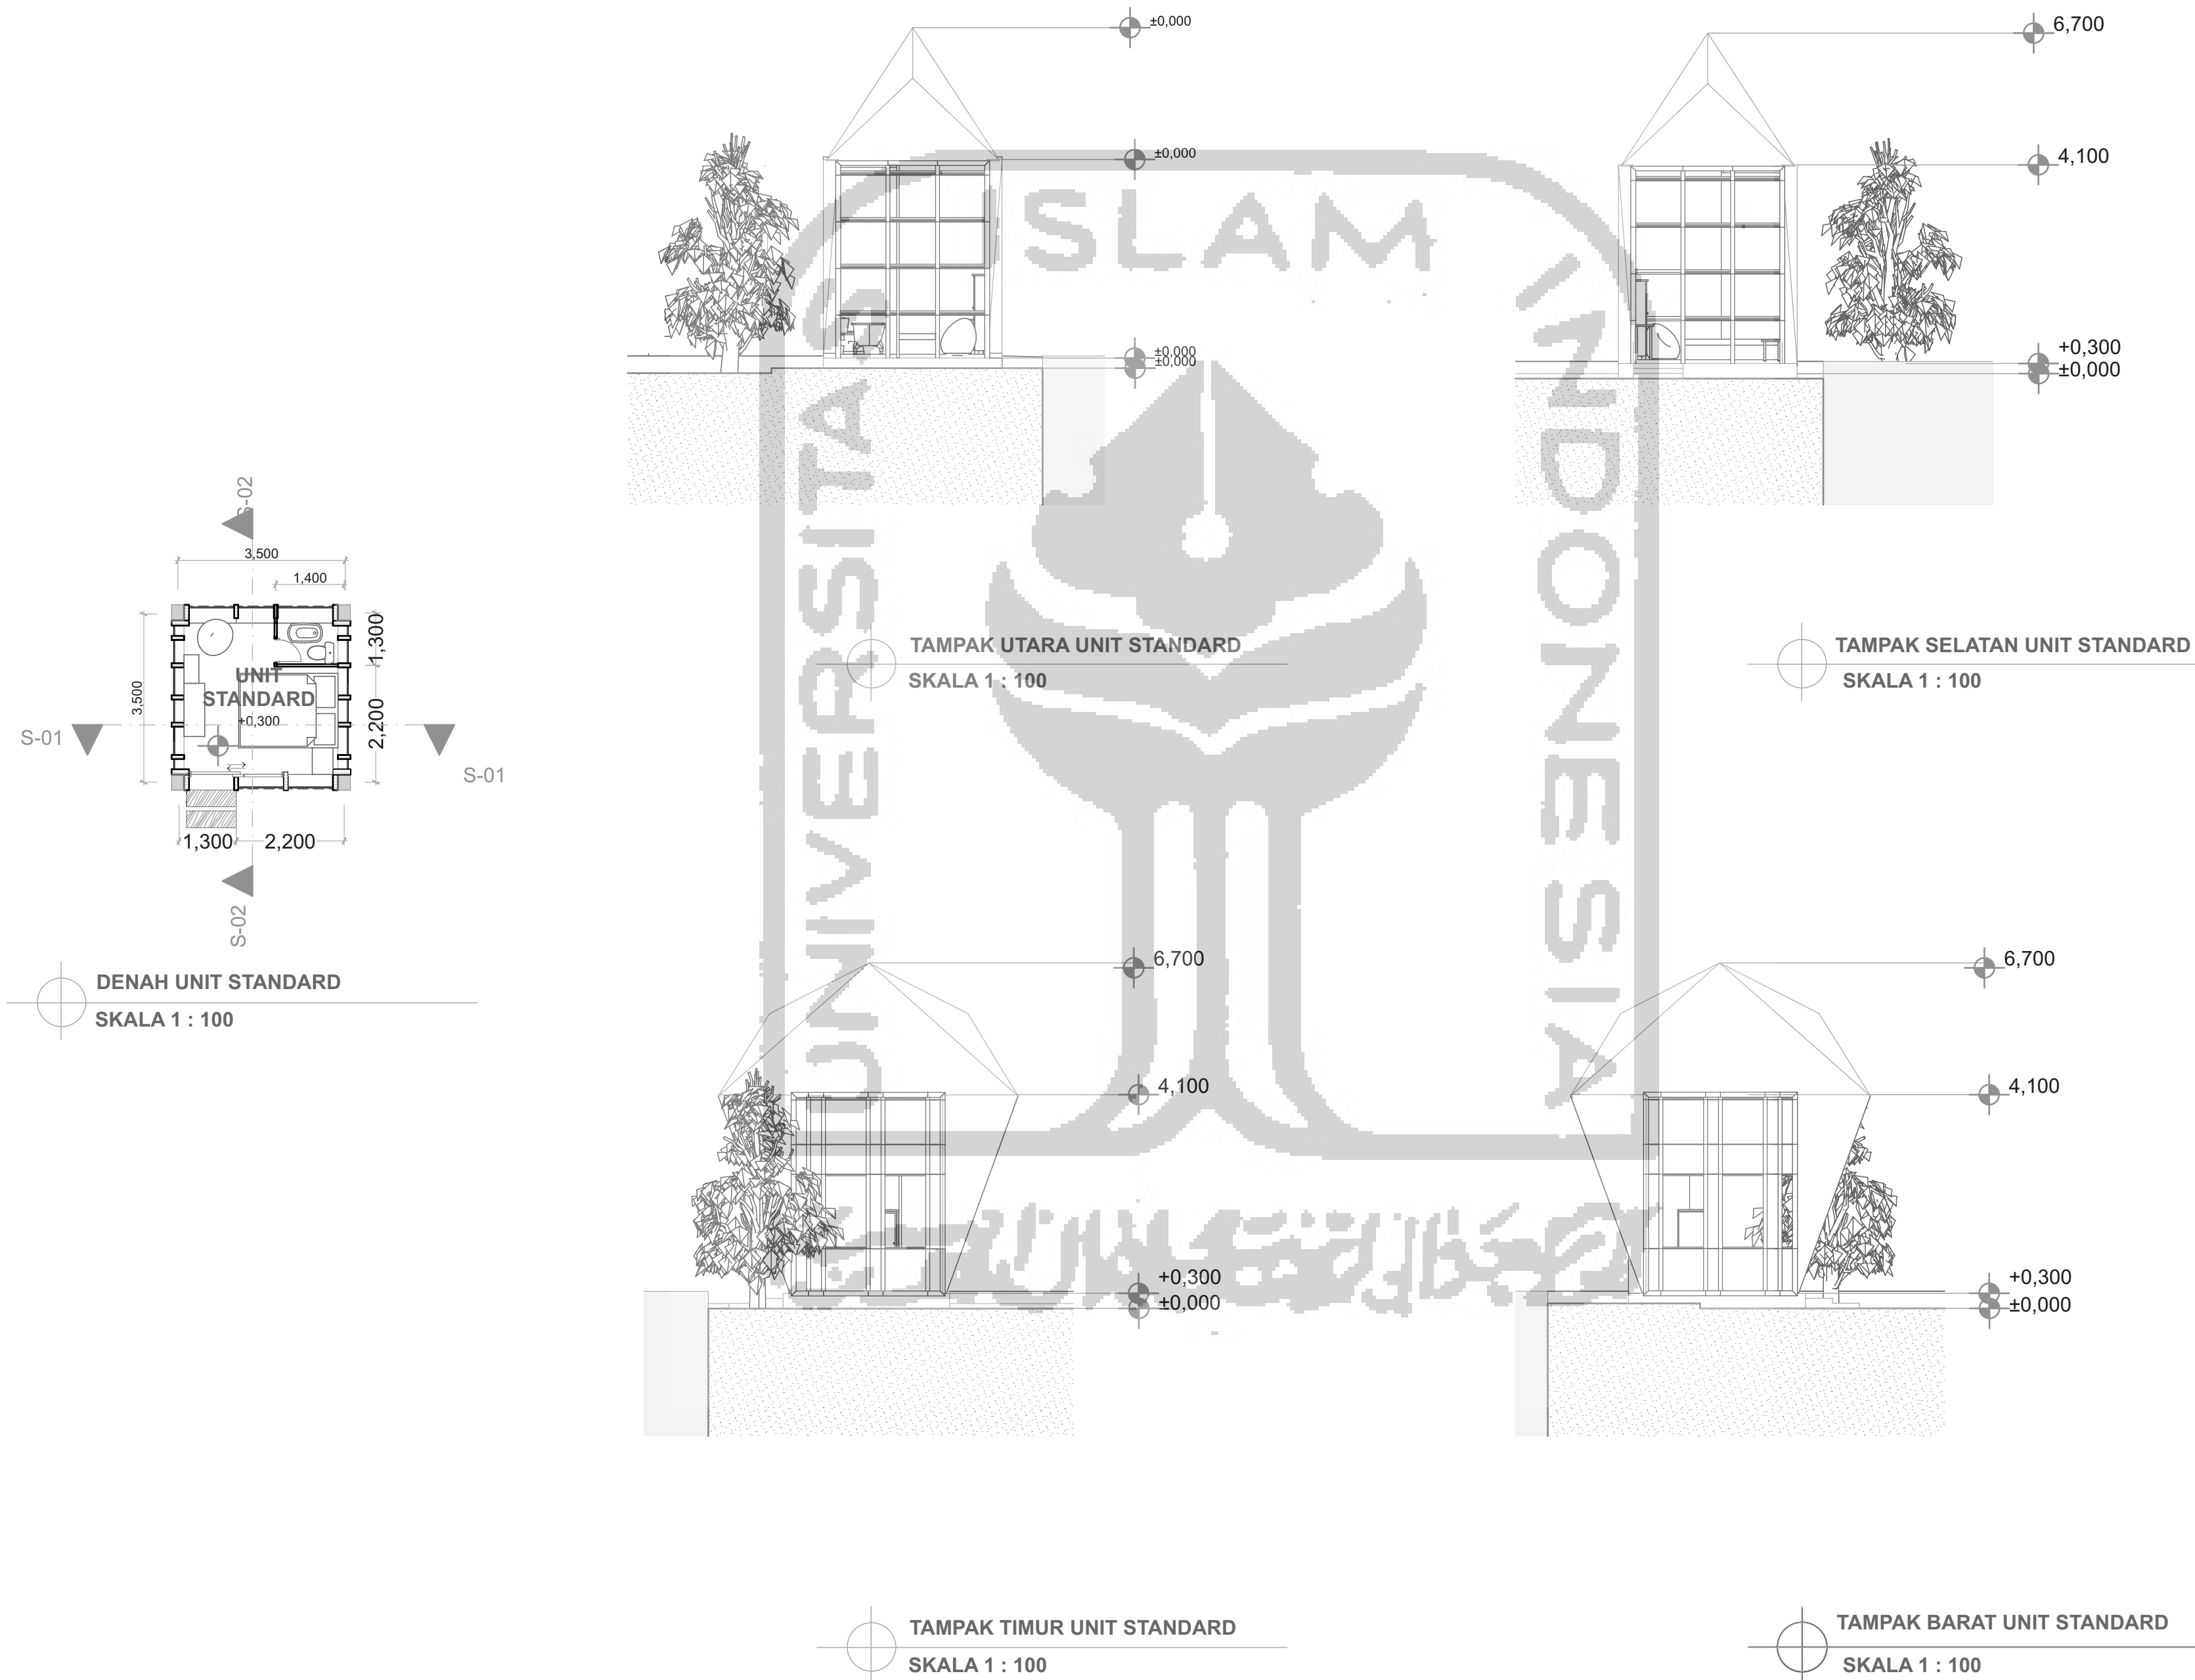 ±0,000
±0,000
±0,000
±0,000
6,700
4,100
+0,300
±0,000
UNIVERSITAS
ISLAM
INDONESIA
TAMPAK UTARA UNIT STANDARD
SKALA 1 : 100
TAMPAK SELATAN UNIT STANDARD
SKALA 1 : 100
S-02
3,500
1,400
1,300
3,500
2,200
UNIT
STANDARD
+0,300
S-01
S-01
1,300
2,200
S-02
DENAH UNIT STANDARD
SKALA 1 : 100
6,700
4,100
+0,300
±0,000
6,700
4,100
+0,300
±0,000
TAMPAK TIMUR UNIT STANDARD
SKALA 1 : 100
TAMPAK BARAT UNIT STANDARD
SKALA 1 : 100